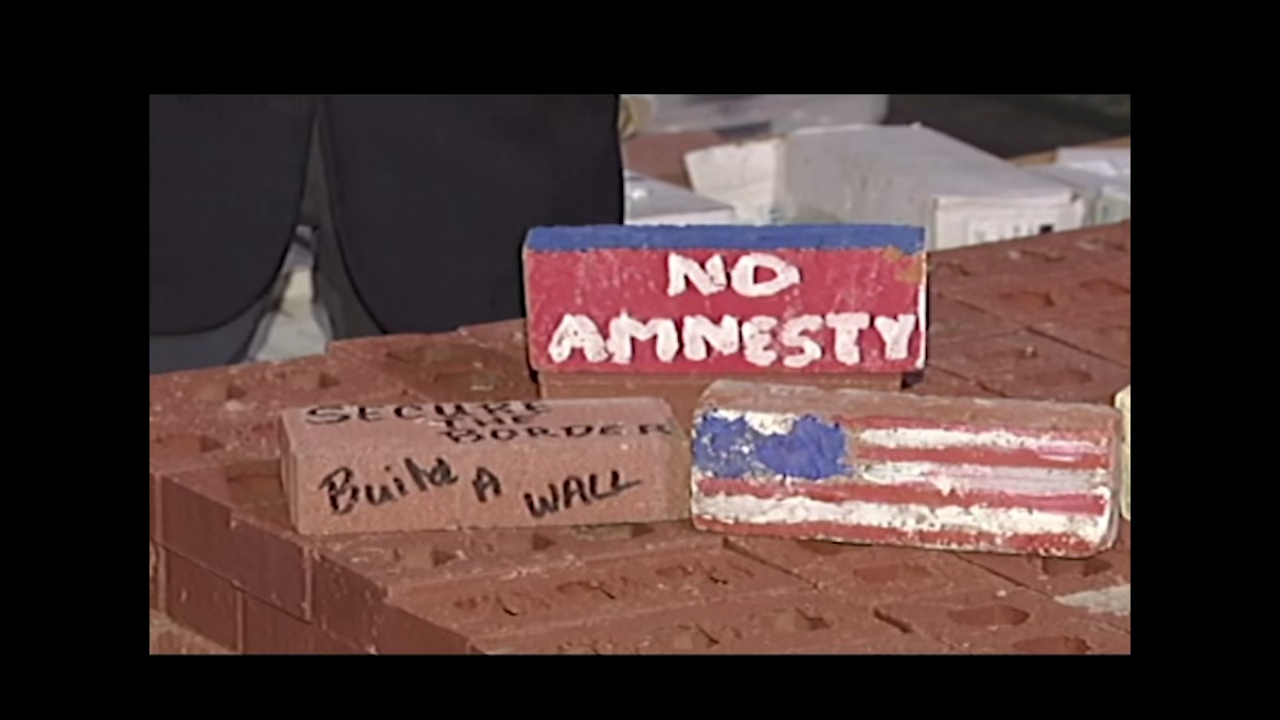 NO
AMNESTY
SECURE
THE
BORDER
Build A WALL